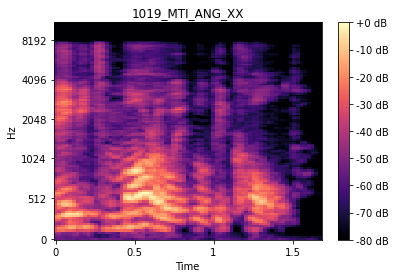 1019_MTI_ANG_XX
+0 dB
8192
-10 dB
4096
-20 dB
-30 dB
2048
-40 dB
Hz
1024
-50 dB
512
-60 dB
-70 dB
0
-80 dB
0
0.5
1
1.5
Time